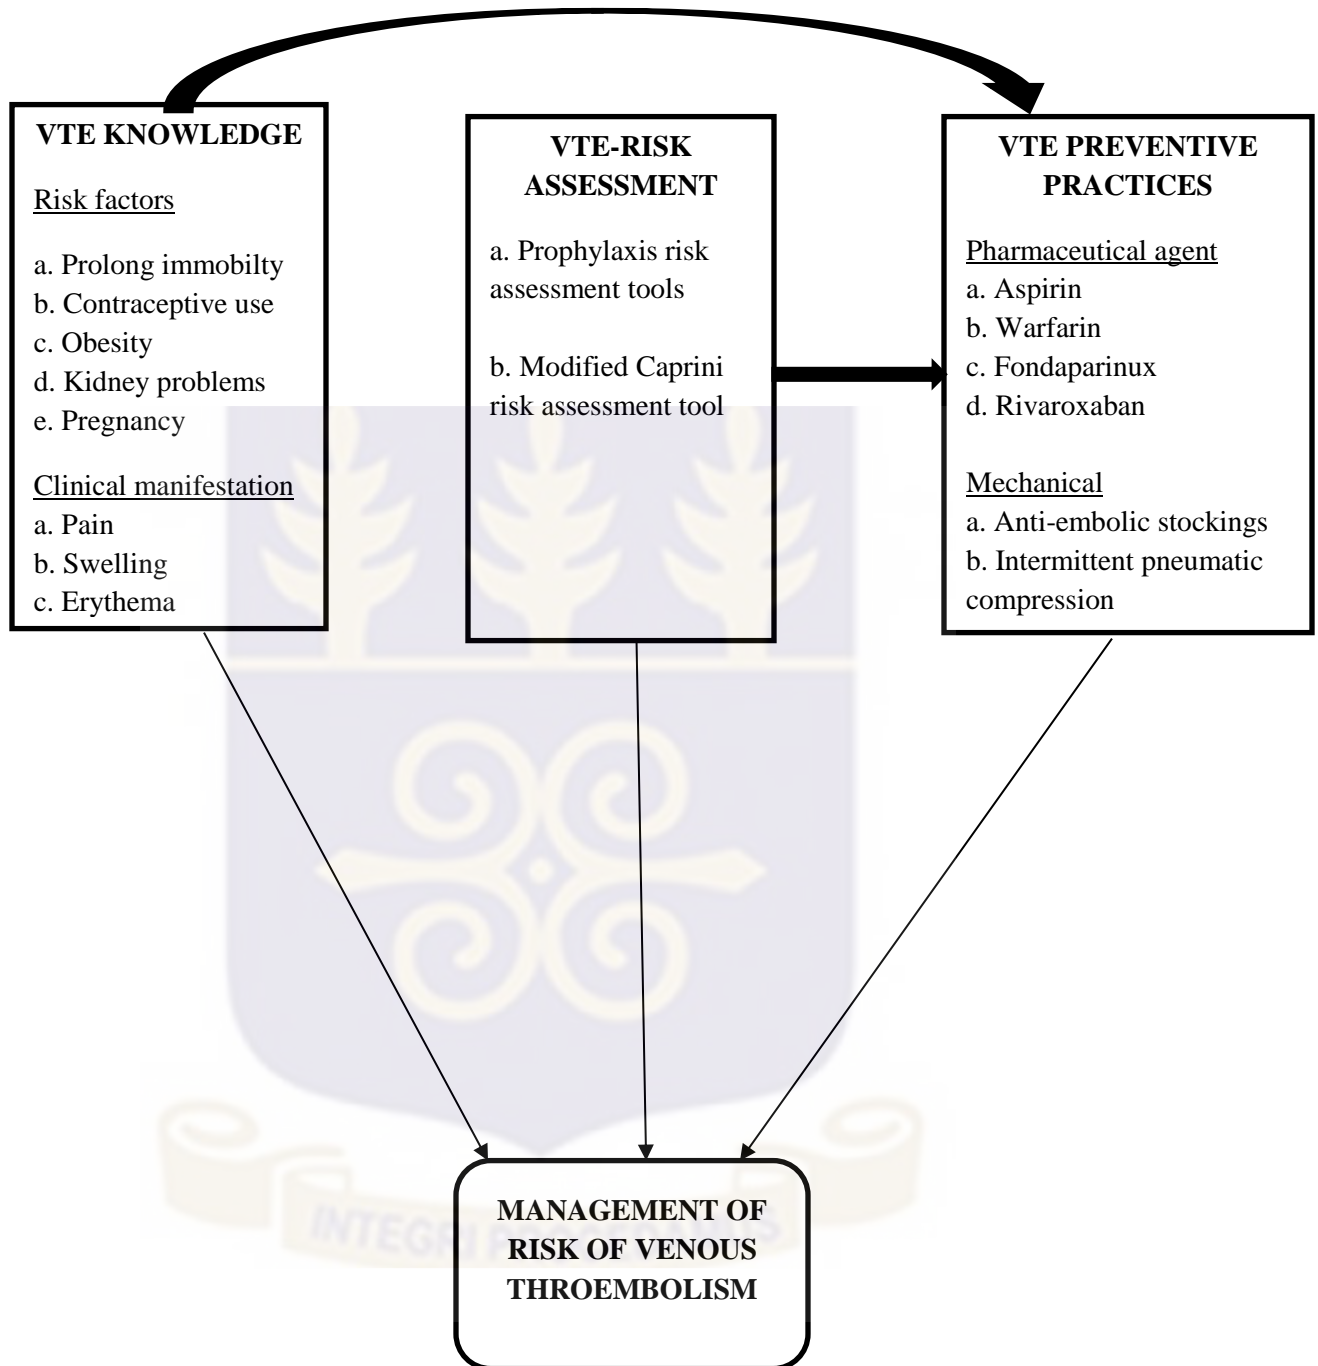 VTE KNOWLEDGE
Risk factors
a. Prolong immobilty
b. Contraceptive use
c. Obesity
d. Kidney problems
e. Pregnancy
Clinical manifestation
a. Pain
b. Swelling
c. Erythema
VTE-RISK
ASSESSMENT
a. Prophylaxis risk
assessment tools
b. Modified Caprini
risk assessment tool
VTE PREVENTIVE
PRACTICES
Pharmaceutical agent
a. Aspirin
b. Warfarin
c. Fondaparinux
d. Rivaroxaban
Mechanical
a. Anti-embolic stockings
b. Intermittent pneumatic
compression
MANAGEMENT OF
RISK OF VENOUS
THROEMBOLISM
INTEGRI